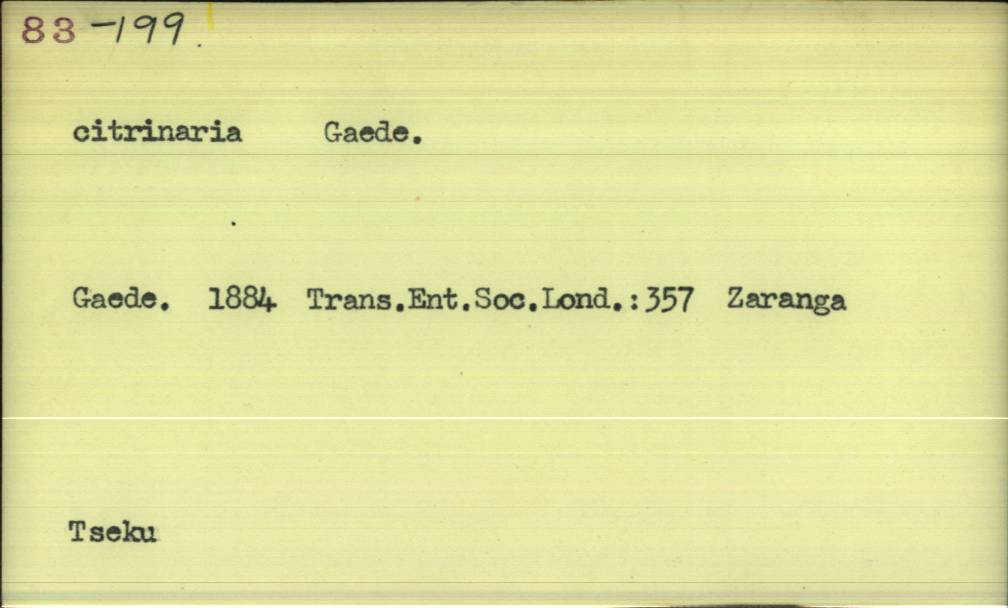 83 -199.
citrinaria Gaede.
Gaede. 1884 Trans.Ent.Soc.Lond.:357 Zaranga
Tseku